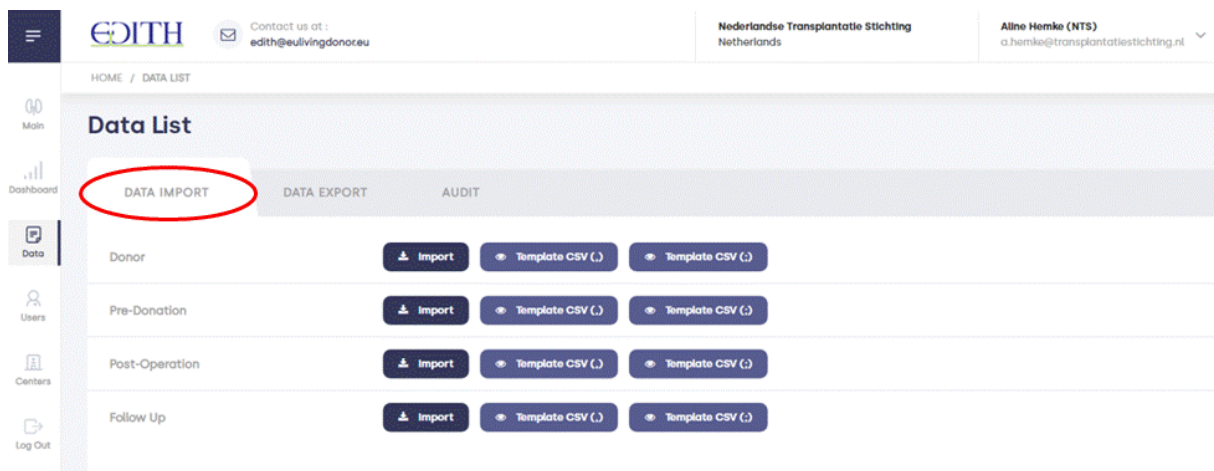 EDITH
Contact us at :
edith@eulivingdonor.eu
Nederlandse Transplantatie Stichting
Netherlands
Aline Hemke (NTS)
a.hemke@transplantatiestichting.nl
HOME / DATA LIST
Main
Dashboard
Data
Users
Centers
Log Out
Data List
DATA IMPORT DATA EXPORT AUDIT
Donor Import Template CSV (,) Template CSV (;)
Pre-Donation Import Template CSV (,) Template CSV (;)
Post-Operation Import Template CSV (,) Template CSV (;)
Follow Up Import Template CSV (,) Template CSV (;)